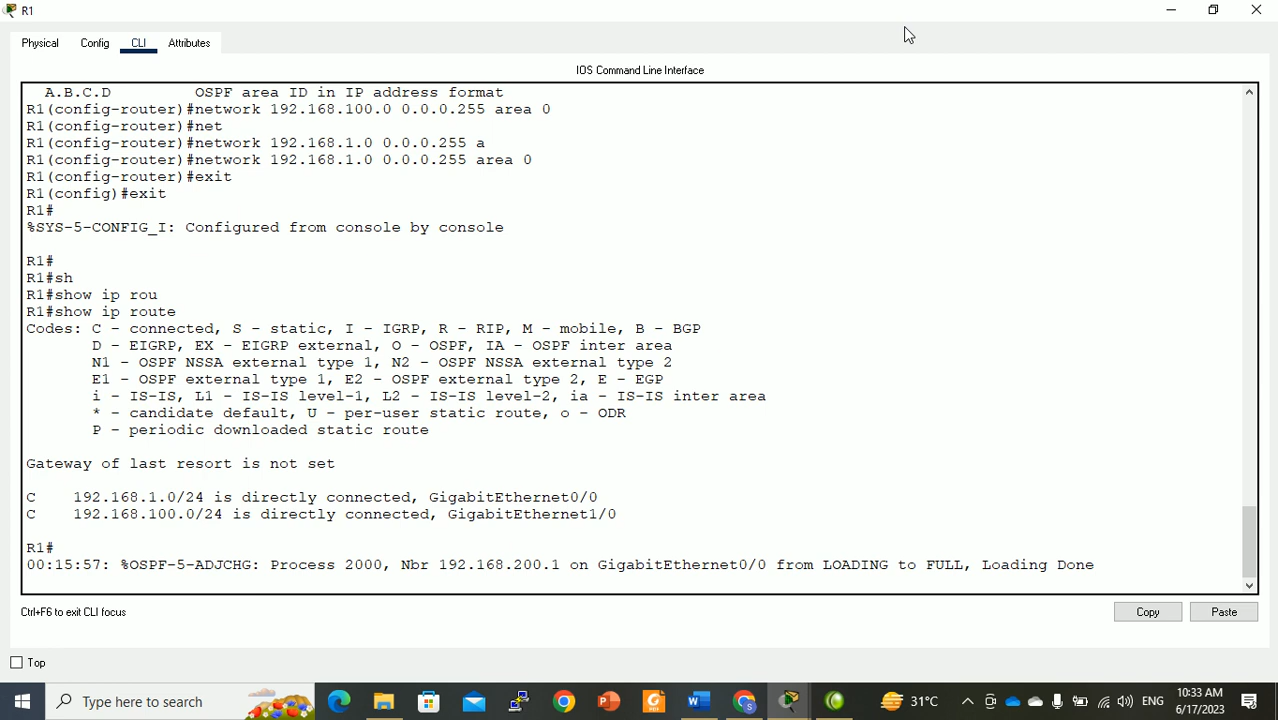 R1
Physical Config CLI Attributes
IOS Command Line Interface
A.B.C.D OSPF area ID in IP address format
R1(config-router)#network 192.168.100.0 0.0.0.255 area 0
R1(config-router)#net
R1(config-router)#network 192.168.1.0 0.0.0.255 a
R1(config-router)#network 192.168.1.0 0.0.0.255 area 0
R1(config-router)#exit
R1(config)#exit
R1#
%SYS-5-CONFIG_I: Configured from console by console
R1#
R1#sh
R1#show ip rou
R1#show ip route
Codes: C - connected, S - static, I - IGRP, R - RIP, M - mobile, B - BGP
D - EIGRP, EX - EIGRP external, O - OSPF, IA - OSPF inter area
N1 - OSPF NSSA external type 1, N2 - OSPF NSSA external type 2
E1 - OSPF external type 1, E2 - OSPF external type 2, E - EGP
i - IS-IS, L1 - IS-IS level-1, L2 - IS-IS level-2, ia - IS-IS inter area
* - candidate default, U - per-user static route, o - ODR
P - periodic downloaded static route
Gateway of last resort is not set
C 192.168.1.0/24 is directly connected, GigabitEthernet0/0
C 192.168.100.0/24 is directly connected, GigabitEthernet1/0
R1#
00:15:57: %OSPF-5-ADJCHG: Process 2000, Nbr 192.168.200.1 on GigabitEthernet0/0 from LOADING to FULL, Loading Done
Ctrl+F6 to exit CLI focus
Copy Paste
Top
Type here to search
31°C
ENG
10:33 AM
6/17/2023